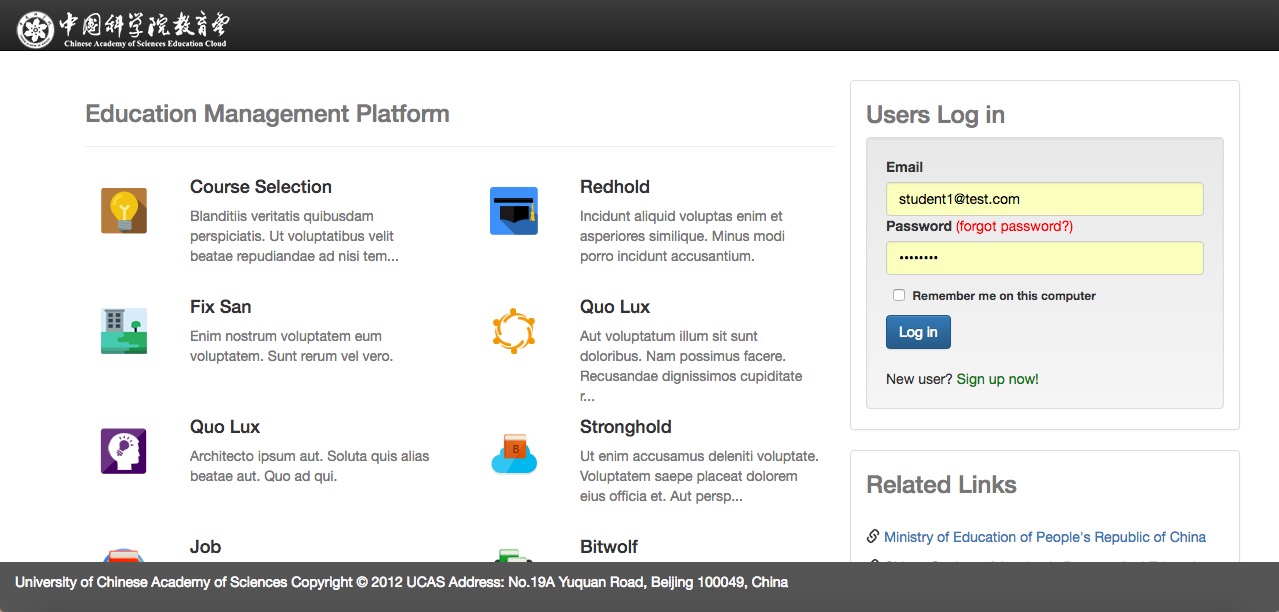 中国科学院教育云
Chinese Academy of Sciences Education Cloud
Education Management Platform
Course Selection
Blanditiis veritatis quibusdam
perspiciatis. Ut voluptatibus velit
beatae repudiandae ad nisi tem...
Redhold
Incidunt aliquid voluptas enim et
asperiores similique. Minus modi
porro incidunt accusantium.
Fix San
Enim nostrum voluptatem eum
voluptatem. Sunt rerum vel vero.
Quo Lux
Aut voluptatum illum sit sunt
doloribus. Nam possimus facere.
Recusandae dignissimos cupiditate
r...
Quo Lux
Architecto ipsum aut. Soluta quis alias
beatae aut. Quo ad qui.
B
Stronghold
Ut enim accusamus deleniti voluptate.
Voluptatem saepe placeat dolorem
eius officia et. Aut persp...
Job
Bitwolf
Users Log in
Email
student1@test.com
Password (forgot password?)
••••••••
Remember me on this computer
Log in
New user? Sign up now!
Related Links
Ministry of Education of People's Republic of China
University of Chinese Academy of Sciences Copyright © 2012 UCAS Address: No.19A Yuquan Road, Beijing 100049, China